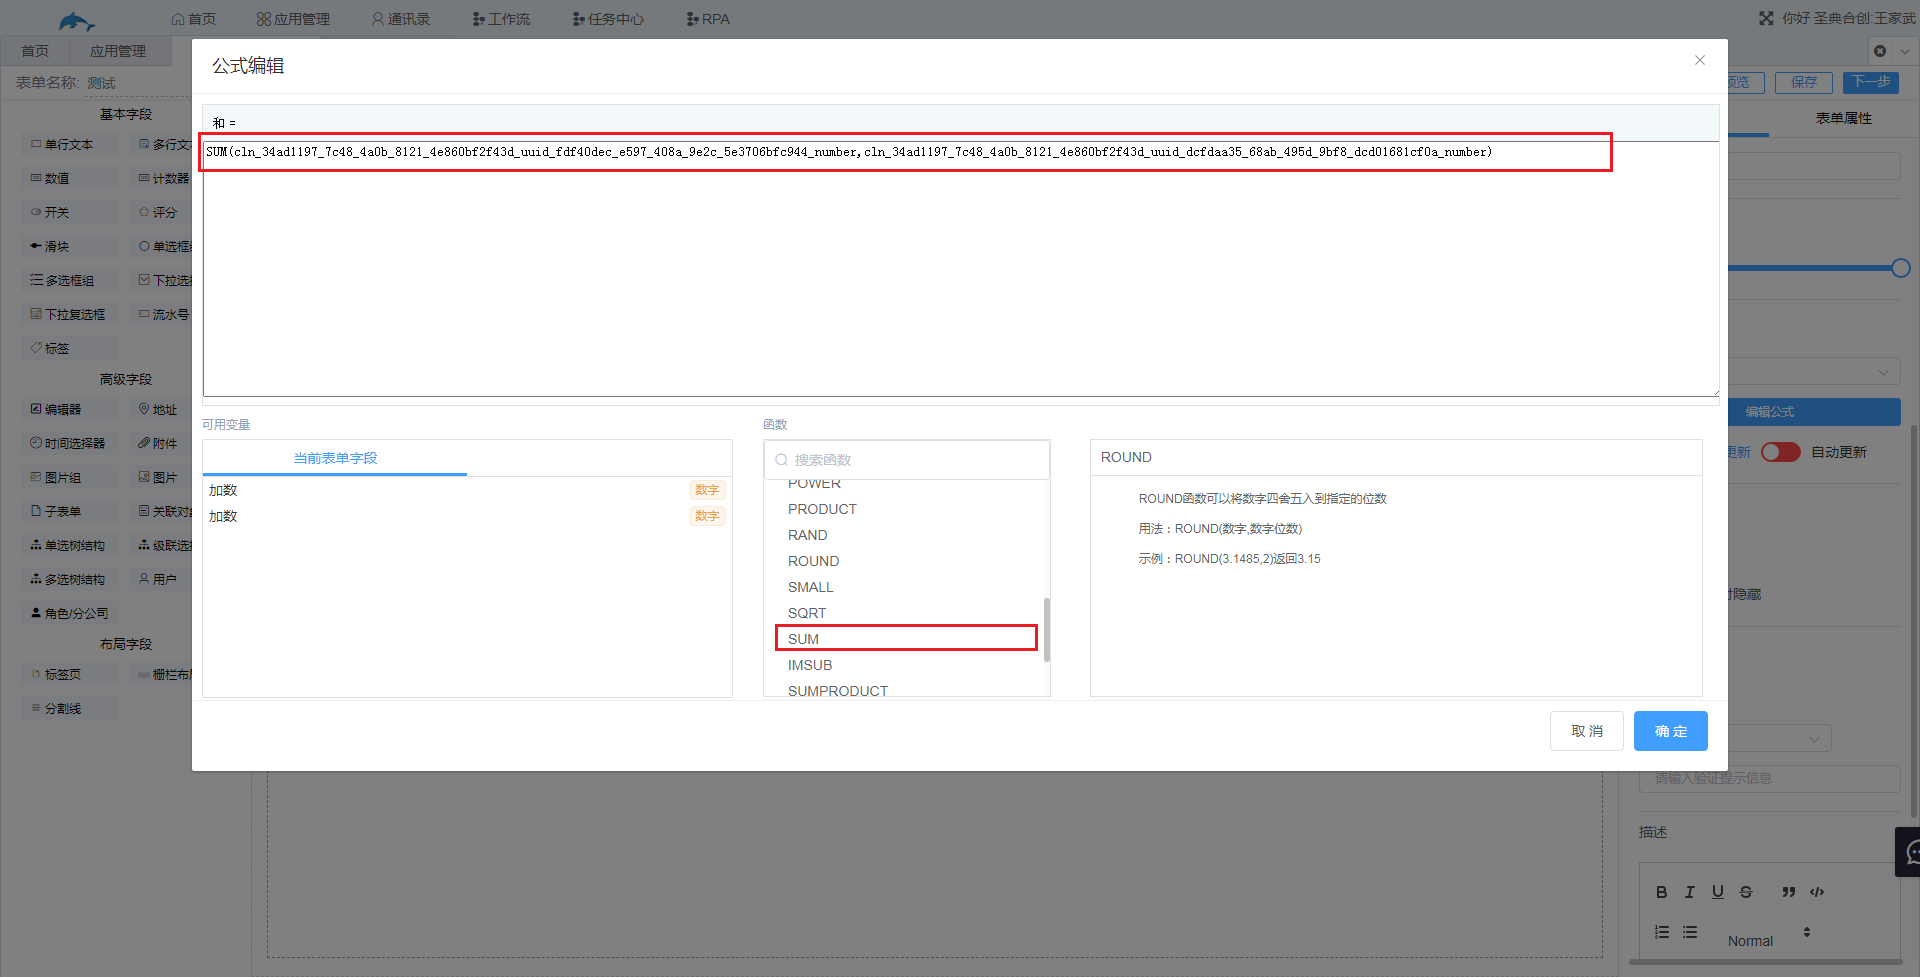 首页 应用管理 通讯录 工作流 任务中心 RPA 你好 圣典合创:王家武
首页 应用管理
表单名称: 测试 预览 保存 下一步
公式编辑
和 =
SUM(cln_34ad1197_7c48_4a0b_8121_4e860bf2f43d_uuid_fdf40dec_e597_408a_9e2c_5e3706bfc944_number,cln_34ad1197_7c48_4a0b_8121_4e860bf2f43d_uuid_dcfdaa35_68ab_495d_9bf8_dcd01681cf0a_number)
基本字段
单行文本 多行文
数值 计数器
开关 评分
滑块 单选框
多选框组 下拉选
下拉复选框 流水号
标签
高级字段
编辑器 地址
时间选择器 附件
图片组 图片
子表单 关联对
单选树结构 级联选
多选树结构 用户
角色/分公司
布局字段
标签页 栅栏布
分割线
可用变量
当前表单字段
加数 数字
加数 数字
函数
搜索函数
POWER
PRODUCT
RAND
ROUND
SMALL
SQRT
SUM
IMSUB
SUMPRODUCT
ROUND
ROUND函数可以将数字四舍五入到指定的位数
用法：ROUND(数字,数字位数)
示例：ROUND(3.1485,2)返回3.15
取消 确定
表单属性
编辑公式
更新 自动更新
时隐藏
请输入验证提示信息
描述
Normal